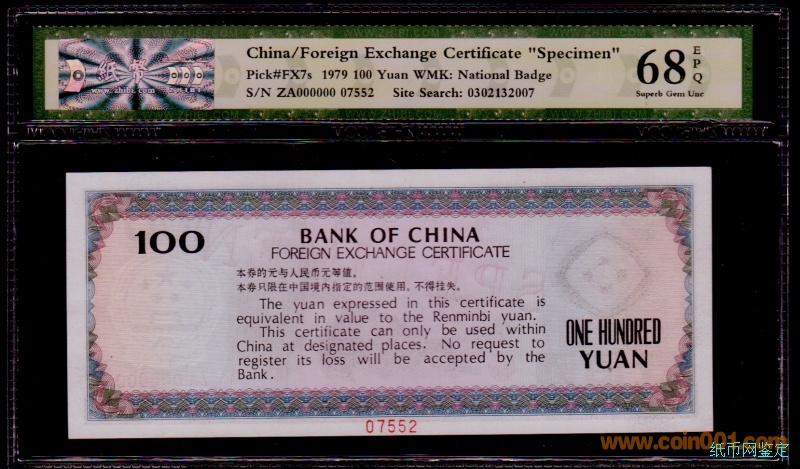 China/Foreign Exchange Certificate "Specimen"
Pick#FX7s 1979 100 Yuan WMK: National Badge
S/N ZA000000 07552 Site Search: 0302132007
68
EPQ
Superb Gem Unc
纸币
www.zhibi.com
100
BANK OF CHINA
FOREIGN EXCHANGE CERTIFICATE
本券的元与人民币元等值。
本券只限在中国境内指定的范围使用。不得挂失。
The yuan expressed in this certificate is
equivalent in value to the Renminbi yuan.
This certificate can only be used within
China at designated places. No request to
register its loss will be accepted by the
Bank.
ONE HUNDRED
YUAN
07552
www.coin001.com
纸币网鉴定